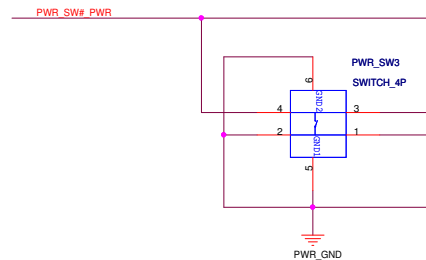 PWR_SW#_PWR
PWR_SW3
SWITCH_4P
6
GND2
4
3
2
1
GND1
5
PWR_GND